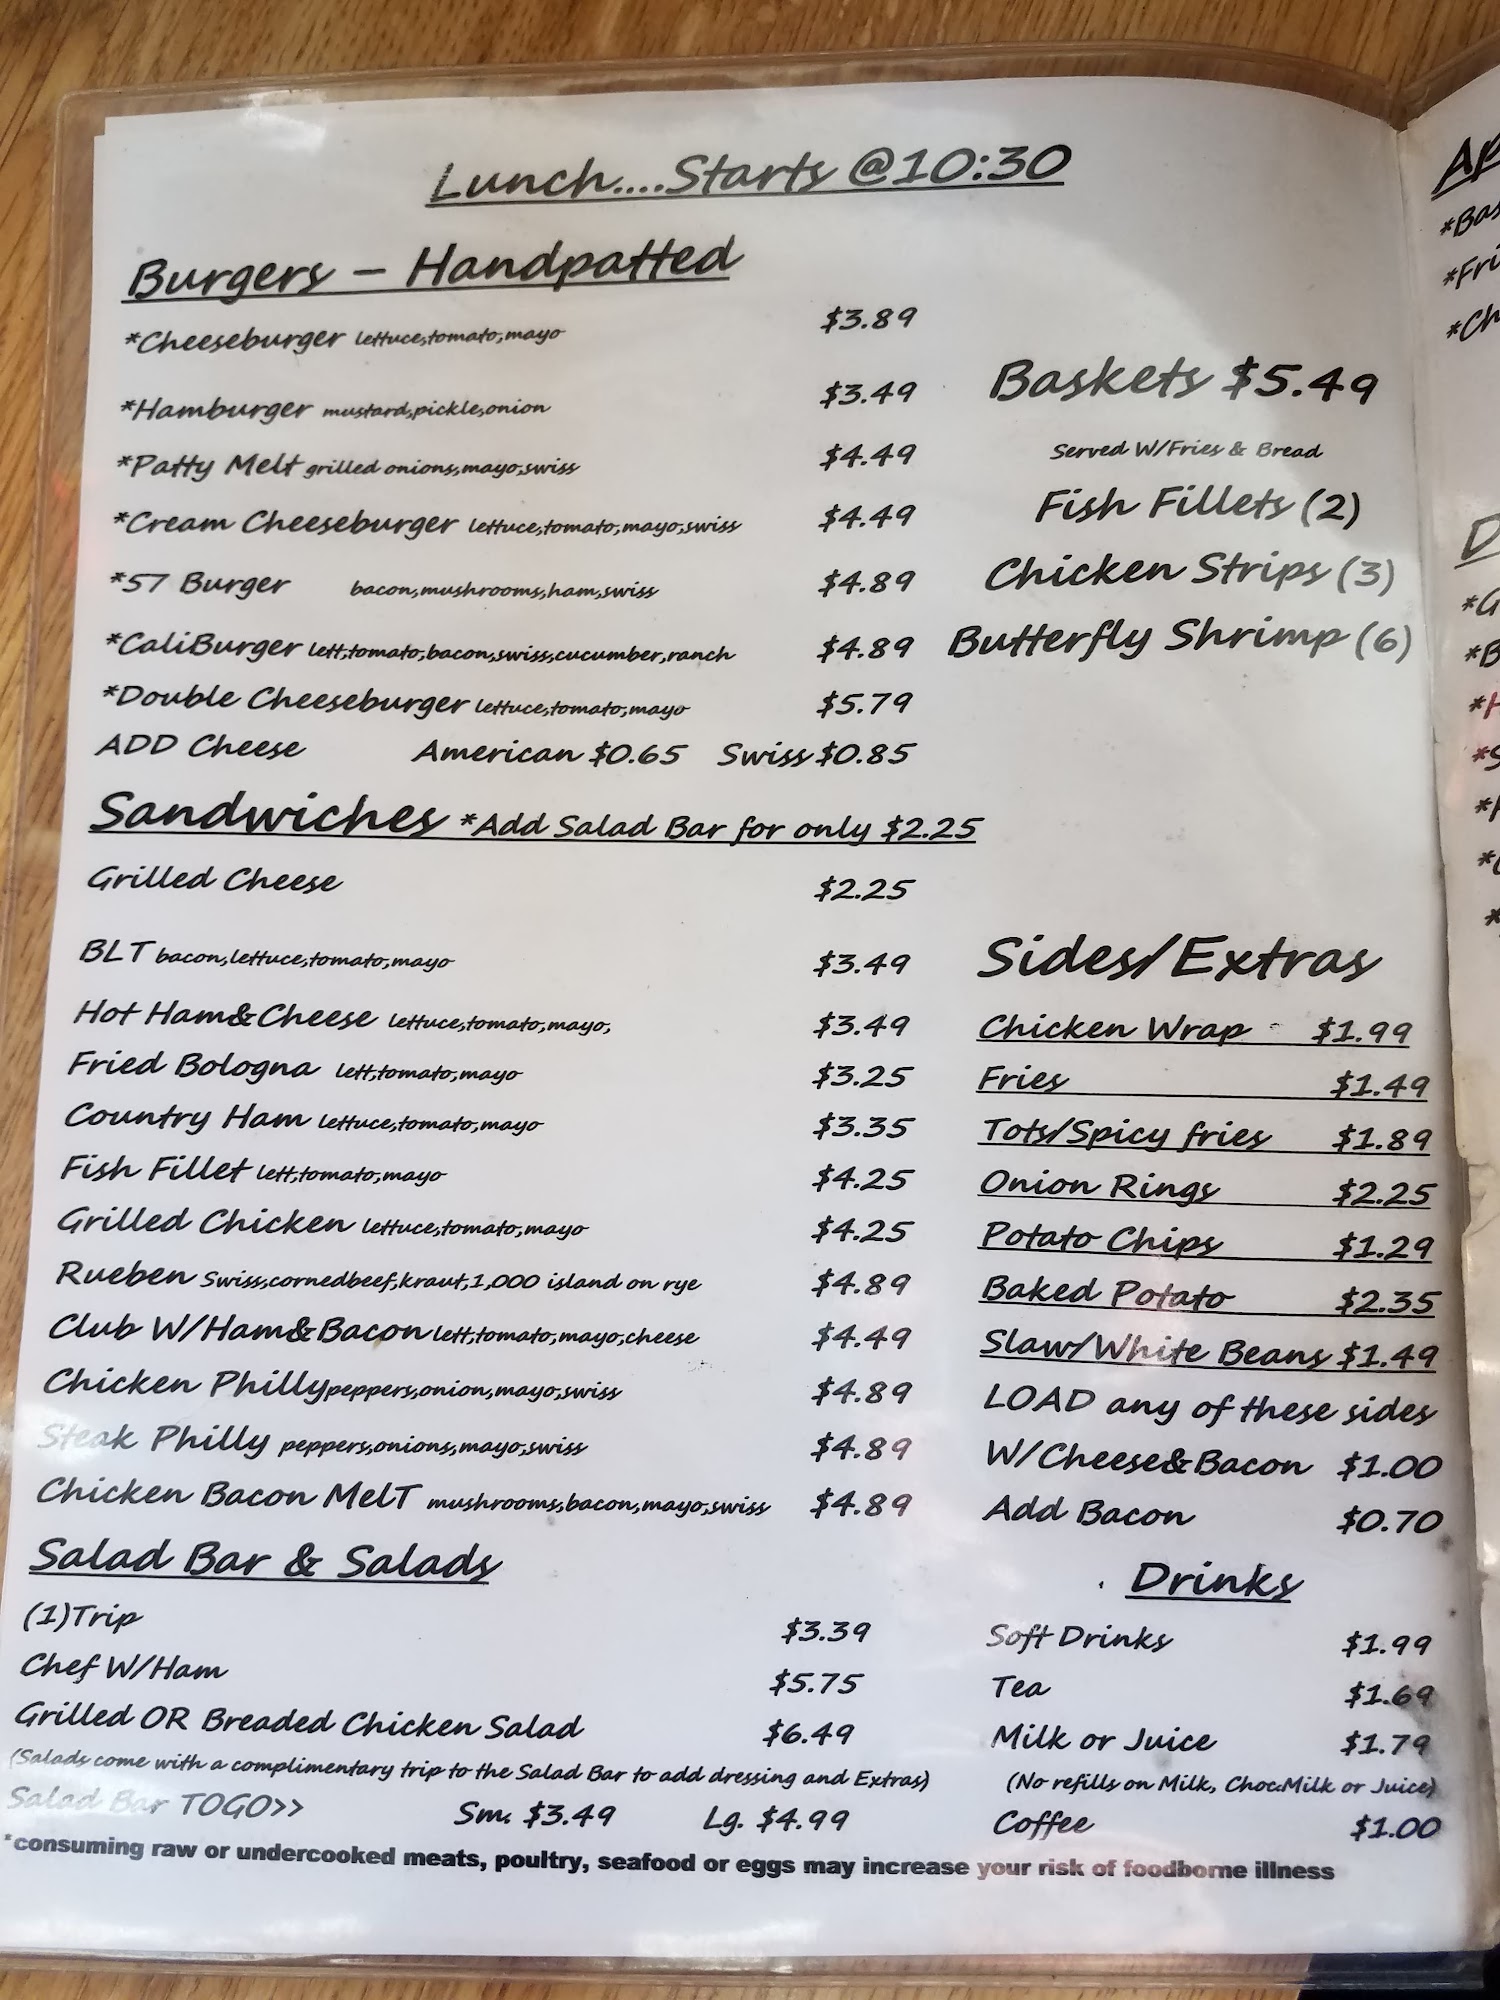 Lunch....Starts @10:30
Burgers – Handpatted
*Cheeseburger lettuce,tomato,mayo $3.89
*Hamburger mustard,pickle,onion $3.49
*Patty Melt grilled onions,mayo,swiss $4.49
*Cream Cheeseburger lettuce,tomato,mayo,swiss $4.49
*57 Burger bacon,mushrooms,ham,swiss $4.89
*CaliBurger lett,tomato,bacon,swiss,cucumber,ranch $4.89
*Double Cheeseburger lettuce,tomato,mayo $5.79
ADD Cheese American $0.65 Swiss $0.85
Baskets $5.49
Served W/Fries & Bread
Fish Fillets (2)
Chicken Strips (3)
Butterfly Shrimp (6)
Sandwiches *Add Salad Bar for only $2.25
Grilled Cheese $2.25
BLT bacon,lettuce,tomato,mayo $3.49
Hot Ham&Cheese lettuce,tomato,mayo, $3.49
Fried Bologna lett,tomato,mayo $3.25
Country Ham lettuce,tomato,mayo $3.35
Fish Fillet lett,tomato,mayo $4.25
Grilled Chicken lettuce,tomato,mayo $4.25
Rueben Swiss,cornedbeef,kraut,1,000 island on rye $4.89
Club W/Ham&Bacon lett,tomato,mayo,cheese $4.49
Chicken Philly peppers,onion,mayo,swiss $4.89
Steak Philly peppers,onions,mayo,swiss $4.89
Chicken Bacon MelT mushrooms,bacon,mayo,swiss $4.89
Sides/Extras
Chicken Wrap $1.99
Fries $1.49
Tots/Spicy fries $1.89
Onion Rings $2.25
Potato Chips $1.29
Baked Potato $2.35
Slaw/White Beans $1.49
LOAD any of these sides
W/Cheese&Bacon $1.00
Add Bacon $0.70
Salad Bar & Salads
(1)Trip $3.39
Chef W/Ham $5.75
Grilled OR Breaded Chicken Salad $6.49
(Salads come with a complimentary trip to the Salad Bar to add dressing and Extras)
Salad Bar TOGO>> Sm. $3.49 Lg. $4.99
Drinks
Soft Drinks $1.99
Tea $1.69
Milk or Juice $1.79
(No refills on Milk, Choc.Milk or Juice)
Coffee $1.00
*consuming raw or undercooked meats, poultry, seafood or eggs may increase your risk of foodborne illness